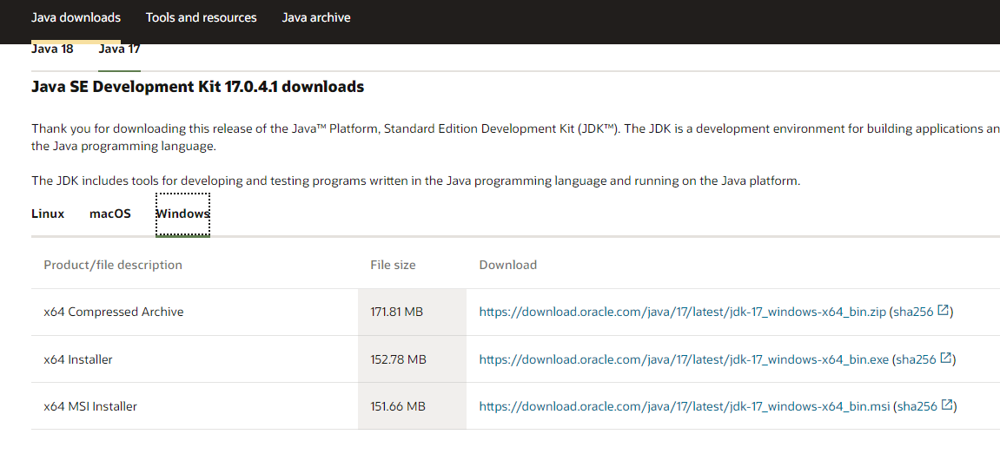 Java downloads Tools and resources Java archive
Java 18 Java 17
Java SE Development Kit 17.0.4.1 downloads
Thank you for downloading this release of the Java™ Platform, Standard Edition Development Kit (JDK™). The JDK is a development environment for building applications an
the Java programming language.
The JDK includes tools for developing and testing programs written in the Java programming language and running on the Java platform.
Linux macOS Windows
Product/file description File size Download
x64 Compressed Archive 171.81 MB https://download.oracle.com/java/17/latest/jdk-17_windows-x64_bin.zip (sha256)
x64 Installer 152.78 MB https://download.oracle.com/java/17/latest/jdk-17_windows-x64_bin.exe (sha256)
x64 MSI Installer 151.66 MB https://download.oracle.com/java/17/latest/jdk-17_windows-x64_bin.msi (sha256)